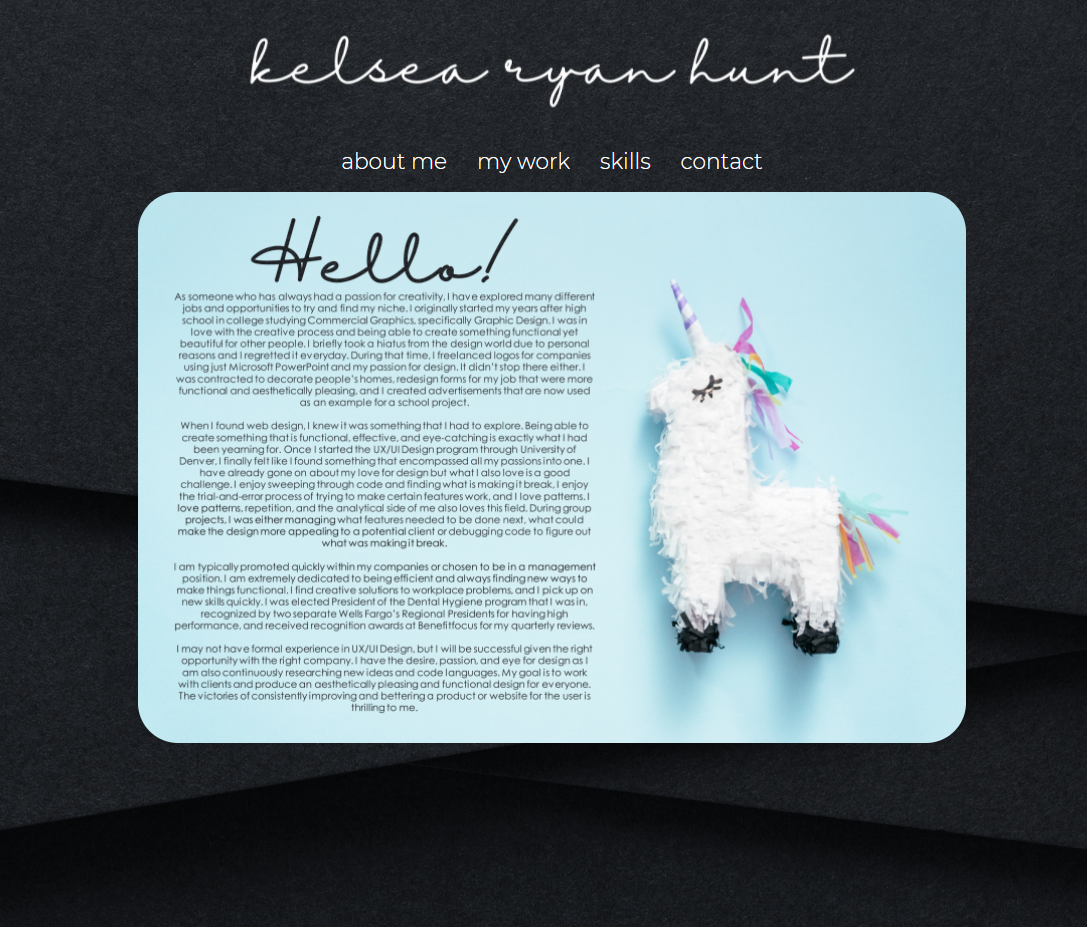 kelsea ryan hunt
about me my work skills contact
Hello!
As someone who has always had a passion for creativity, I have explored many different
jobs and opportunities to try and find my niche. I originally started my years after high
school in college studying Commercial Graphics, specifically Graphic Design. I was in
love with the creative process and being able to create something functional yet
beautiful for other people. I briefly took a hiatus from the design world due to personal
reasons and I regretted it everyday. During that time, I freelanced logos for companies
using just Microsoft PowerPoint and my passion for design. It didn't stop there either. I
was contracted to decorate people's homes, redesign forms for my job that were more
functional and aesthetically pleasing, and I created advertisements that are now used
as an example for a school project.
When I found web design, I knew it was something that I had to explore. Being able to
create something that is functional, effective, and eye-catching is exactly what I had
been yearning for. Once I started the UX/UI Design program through University of
Denver, I finally felt like I found something that encompassed all my passions into one. I
have already gone on about my love for design but what I also love is a good
challenge. I enjoy sweeping through code and finding what is making it break, I enjoy
the trial-and-error process of trying to make certain features work, and I love patterns. I
love patterns, repetition, and the analytical side of me also loves this field. During group
projects, I was either managing what features needed to be done next, what could
make the design more appealing to a potential client or debugging code to figure out
what was making it break.
I am typically promoted quickly within my companies or chosen to be in a management
position. I am extremely dedicated to being efficient and always finding new ways to
make things functional. I find creative solutions to workplace problems, and I pick up on
new skills quickly. I was elected President of the Dental Hygiene program that I was in,
recognized by two separate Wells Fargo's Regional Presidents for having high
performance, and received recognition awards at Benefitfocus for my quarterly reviews.
I may not have formal experience in UX/UI Design, but I will be successful given the right
opportunity with the right company. I have the desire, passion, and eye for design as I
am also continuously researching new ideas and code languages. My goal is to work
with clients and produce an aesthetically pleasing and functional design for everyone.
The victories of consistently improving and bettering a product or website for the user is
thrilling to me.